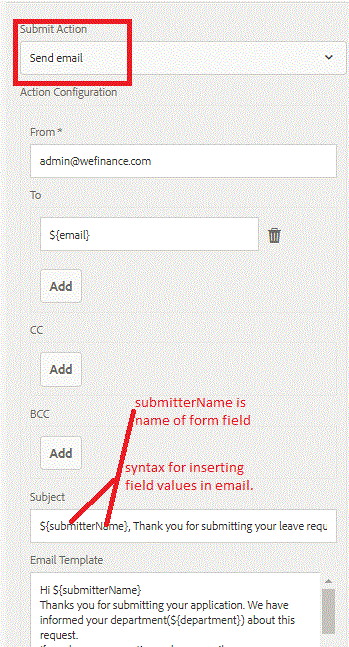 Submit Action
Send email
Action Configuration
From *
admin@wefinance.com
To
${email}
Add
CC
Add
submitterName is
name of form field
BCC
Add
syntax for inserting
field values in email.
Subject
${submitterName}, Thank you for submitting your leave requ
Email Template
Hi ${submitterName}
Thanks you for submitting your application. We have
informed your department(${department}) about this
request.